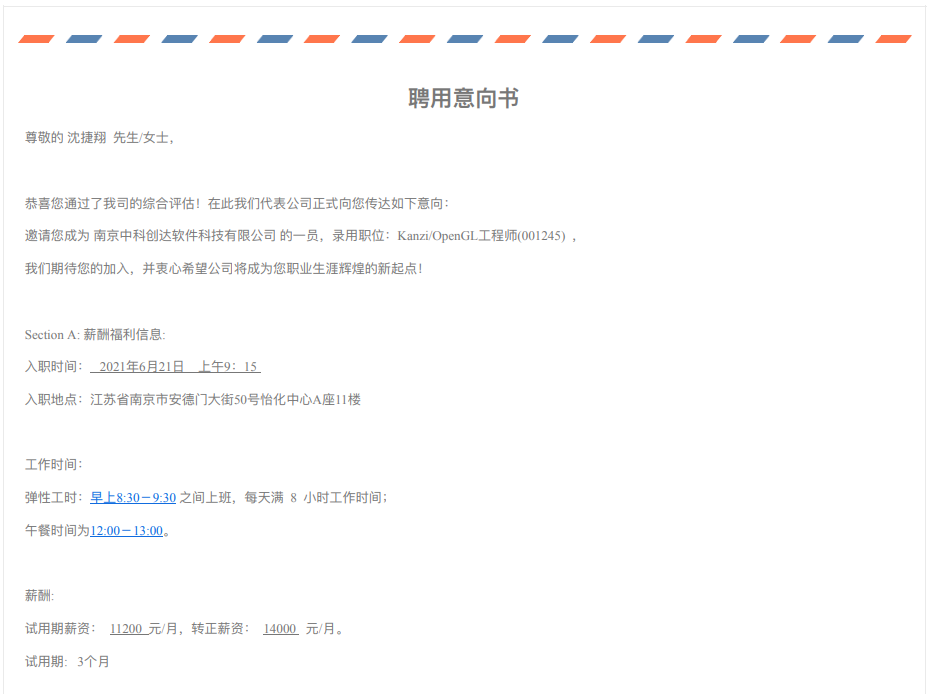 聘用意向书
尊敬的 沈捷翔 先生/女士，
恭喜您通过了我司的综合评估！在此我们代表公司正式向您传达如下意向：
邀请您成为 南京中科创达软件科技有限公司 的一员，录用职位：Kanzi/OpenGL工程师(001245) ，
我们期待您的加入，并衷心希望公司将成为您职业生涯辉煌的新起点！
Section A: 薪酬福利信息:
入职时间： 2021年6月21日 上午9：15
入职地点：江苏省南京市安德门大街50号怡化中心A座11楼
工作时间：
弹性工时：早上8:30－9:30 之间上班，每天满 8 小时工作时间；
午餐时间为12:00－13:00。
薪酬:
试用期薪资： 11200 元/月，转正薪资： 14000 元/月。
试用期: 3个月